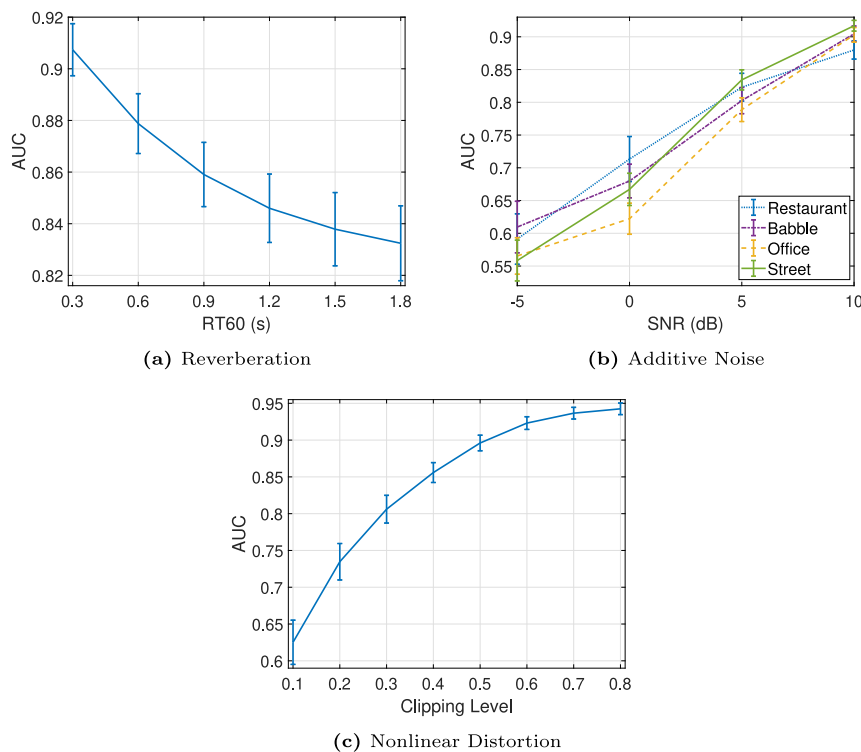 0.92
0.9
0.88
0.86
0.84
0.82
AUC
0.3 0.6 0.9 1.2 1.5 1.8
RT60 (s)
(a) Reverberation
0.9
0.85
0.8
0.75
0.7
0.65
0.6
0.55
AUC
Restaurant
Babble
Office
Street
-5 0 5 10
SNR (dB)
(b) Additive Noise
0.95
0.9
0.85
0.8
0.75
0.7
0.65
0.6
AUC
0.1 0.2 0.3 0.4 0.5 0.6 0.7 0.8
Clipping Level
(c) Nonlinear Distortion